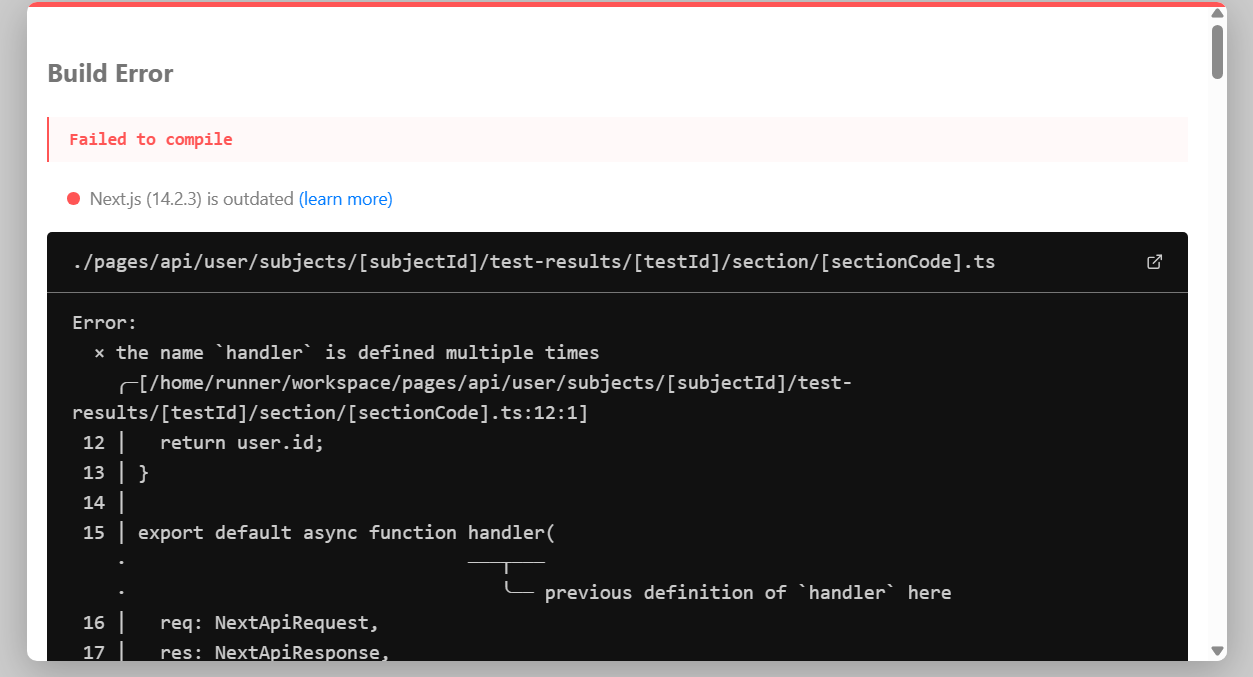 Build Error
Failed to compile
Next.js (14.2.3) is outdated (learn more)
./pages/api/user/subjects/[subjectId]/test-results/[testId]/section/[sectionCode].ts
Error:
  × the name `handler` is defined multiple times
    ╭─[/home/runner/workspace/pages/api/user/subjects/[subjectId]/test-
results/[testId]/section/[sectionCode].ts:12:1]
 12 │   return user.id;
 13 │ }
 14 │
 15 │ export default async function handler(
    ·                               ───┬───
    ·                                  ╰── previous definition of `handler` here
 16 │   req: NextApiRequest,
 17 │   res: NextApiResponse,